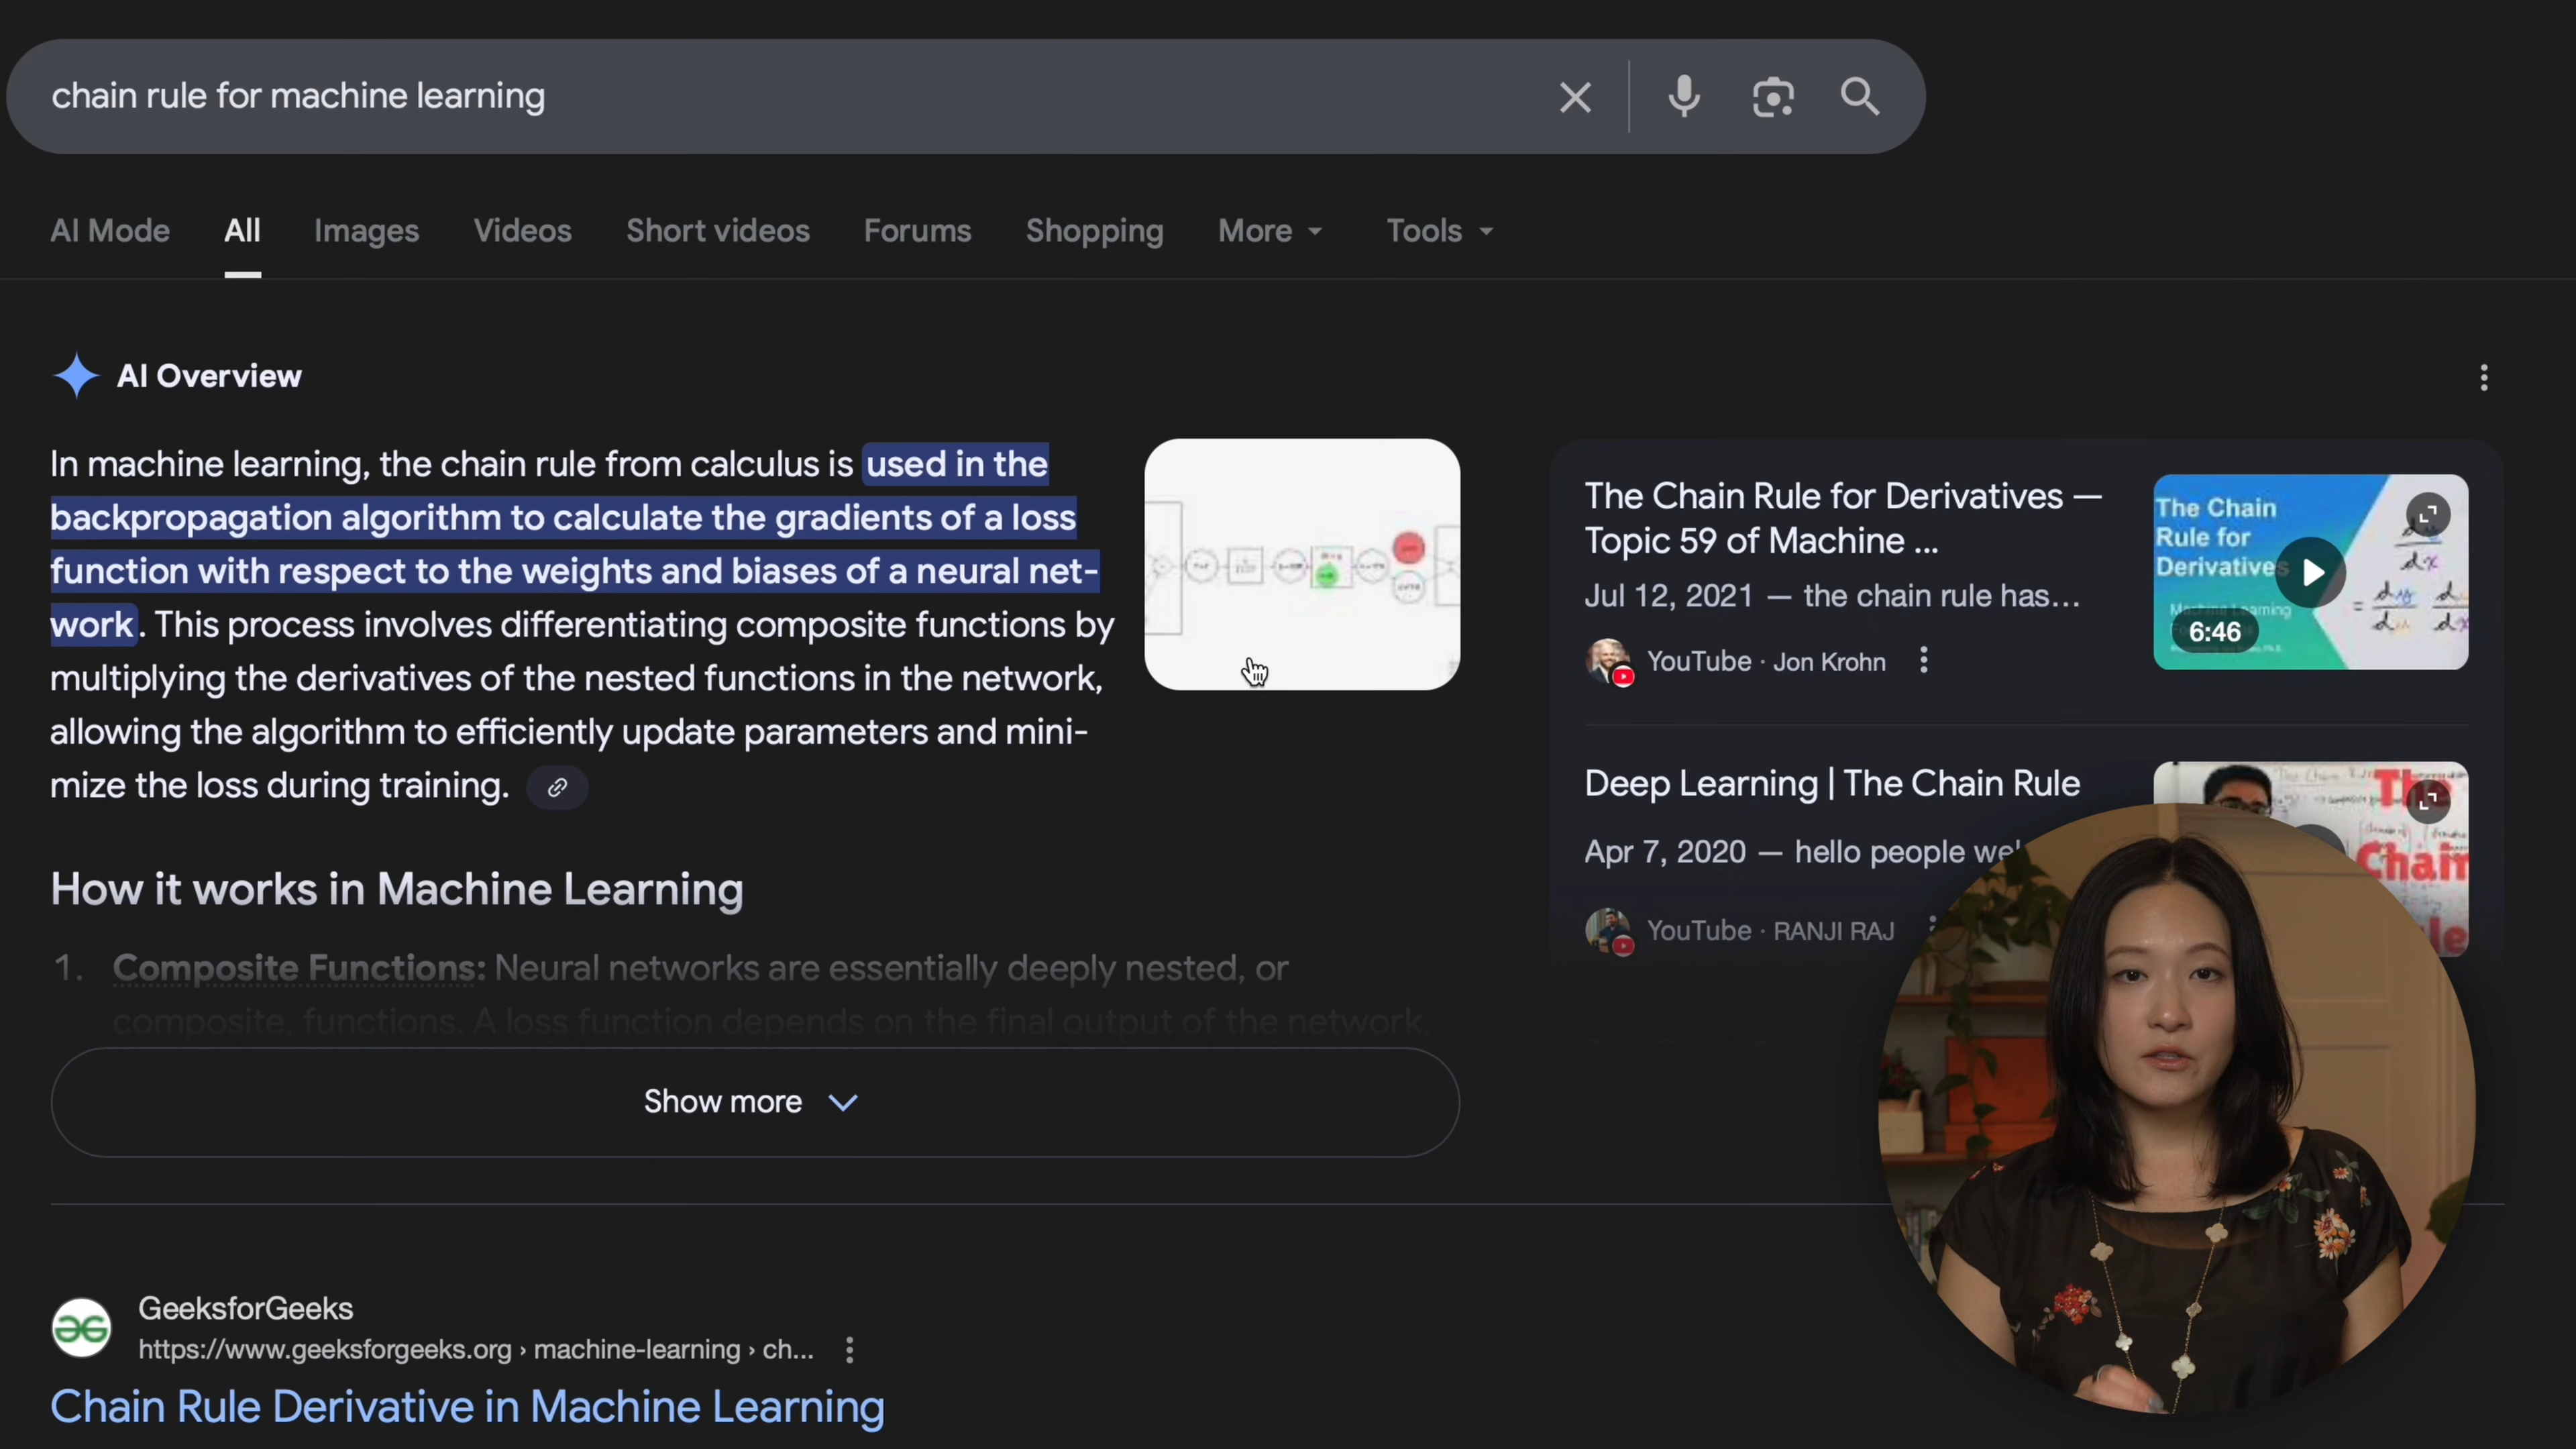 chain rule for machine learning
AI Mode
All
Images
Videos
Short videos
Forums
Shopping
More
Tools
AI Overview
In machine learning, the chain rule from calculus is used in the
backpropagation algorithm to calculate the gradients of a loss
function with respect to the weights and biases of a neural net-
work. This process involves differentiating composite functions by
multiplying the derivatives of the nested functions in the network,
allowing the algorithm to efficiently update parameters and mini-
mize the loss during training.
How it works in Machine Learning
1. Composite Functions: Neural networks are essentially deeply nested, or
composite, functions. A loss function depends on the final output of the network,
Show more
The Chain Rule for Derivatives —
Topic 59 of Machine ...
Jul 12, 2021 — the chain rule has...
YouTube · Jon Krohn
The Chain
Rule for
Derivatives
Machine Learning
6:46
Deep Learning | The Chain Rule
Apr 7, 2020 — hello people
YouTube · RANJI RAJ
The
Chain
GeeksforGeeks
https://www.geeksforgeeks.org › machine-learning › ch...
Chain Rule Derivative in Machine Learning